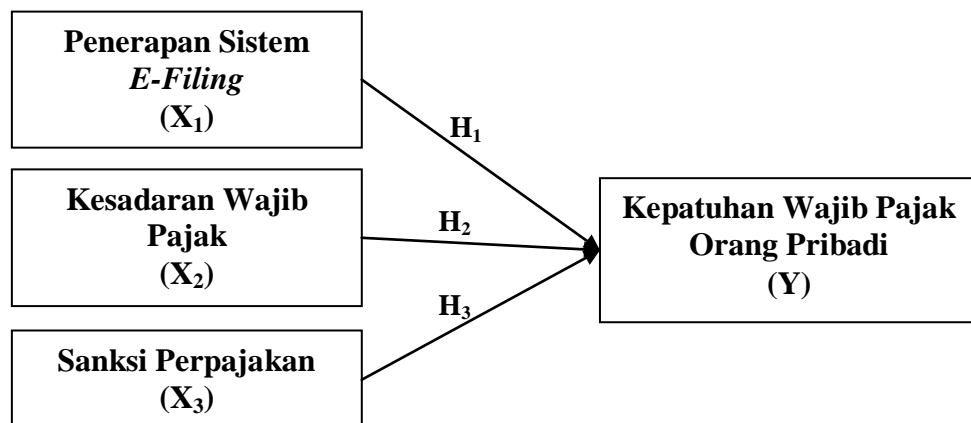 Penerapan Sistem
E-Filing
(X₁)
H₁
Kesadaran Wajib
Pajak
(X₂)
H₂
Kepatuhan Wajib Pajak
Orang Pribadi
(Y)
H₃
Sanksi Perpajakan
(X₃)